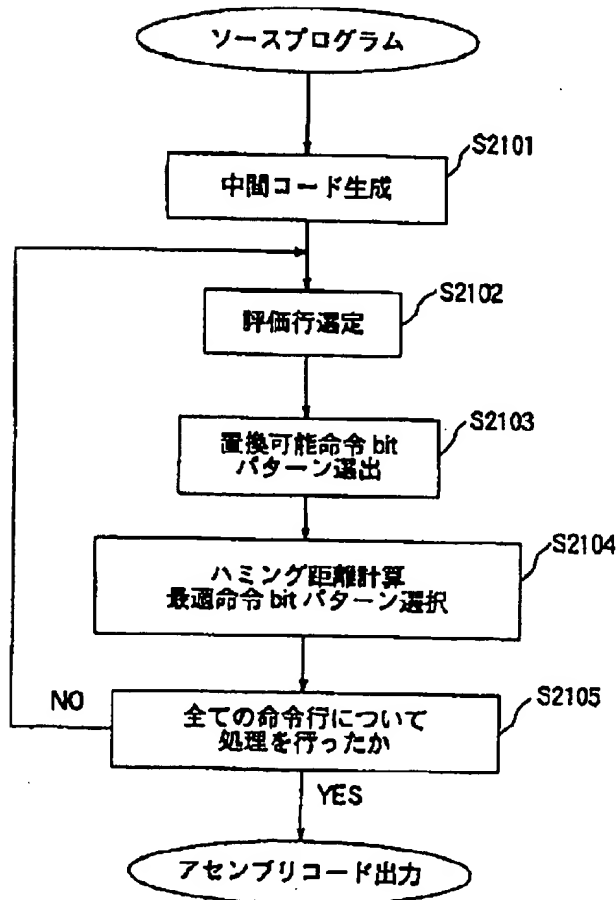 ソースプログラム
S2101
中間コード生成
S2102
評価行選定
S2103
置換可能命令 bit
パターン選出
S2104
ハミング距離計算
最適命令 bit パターン選択
NO
S2105
全ての命令行について
処理を行ったか
YES
アセンブリコード出力